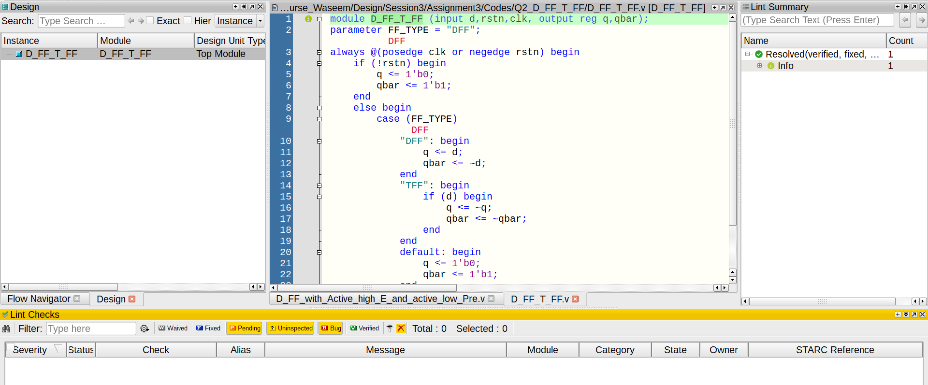 Design
Search: Type Search ... Exact Hier Instance
Instance Module Design Unit Type
D_FF_T_FF D_FF_T_FF Top Module
Flow Navigator Design
...urse_Waseem/Design/Session3/Assignment3/Codes/Q2_D_FF_T_FF/D_FF_T_FF.v [D_FF_T_FF]
1 module D_FF_T_FF (input d,rstn,clk, output reg q,qbar);
2 parameter FF_TYPE = "DFF";
DFF
3 always @(posedge clk or negedge rstn) begin
4 if (!rstn) begin
5 q <= 1'b0;
6 qbar <= 1'b1;
7 end
8 else begin
9 case (FF_TYPE)
DFF
10 "DFF": begin
11 q <= d;
12 qbar <= ~d;
13 end
14 "TFF": begin
15 if (d) begin
16 q <= ~q;
17 qbar <= ~qbar;
18 end
19 end
20 default: begin
21 q <= 1'b0;
22 qbar <= 1'b1;
D_FF_with_Active_high_E_and_active_low_Pre.v D_FF_T_FF.v
Lint Summary
Type Search Text (Press Enter)
Name Count
Resolved(verified, fixed, ... 1
Info 1
Lint Checks
Filter: Type here Waived Fixed Pending Uninspected Bug Verified Total : 0 Selected : 0
Severity Status Check Alias Message Module Category State Owner STARC Reference